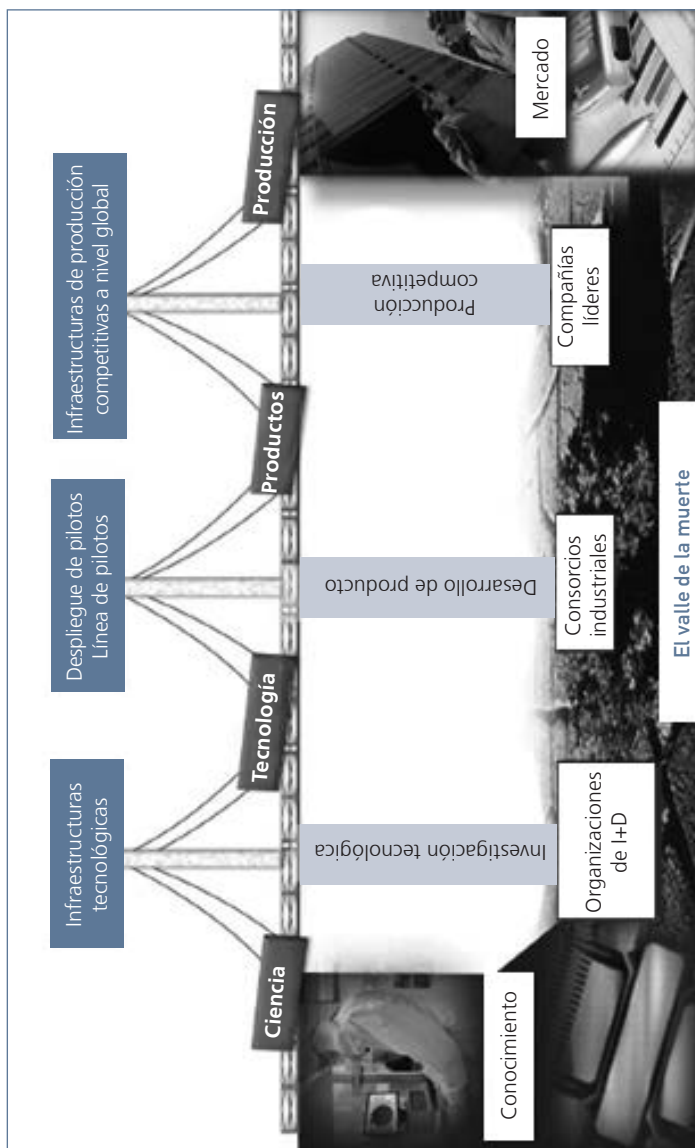 Infraestructuras
tecnológicas
Despliegue de pilotos
Línea de pilotos
Infraestructuras de producción
competitivas a nivel global
Ciencia
Tecnología
Productos
Producción
Investigación tecnológica
Desarrollo de producto
Producción
competitiva
Conocimiento
Organizaciones
de I+D
Consorcios
industriales
Compañías
líderes
Mercado
El valle de la muerte